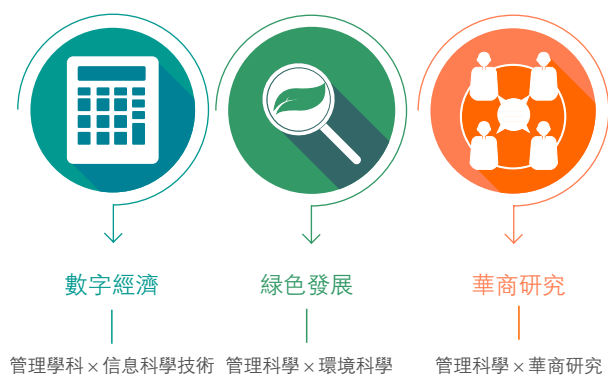 數字經濟
緑色發展
華商研究
管理學科×信息科學技術
管理科學×環境科學
管理科學×華商研究